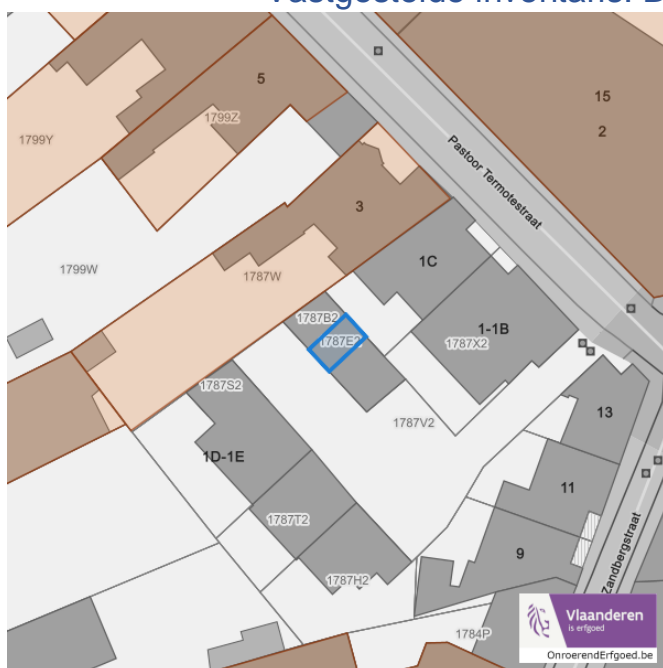 5
1799Z
15
2
1799Y
Pastoor Termotestraat
3
1799W
1787W
1C
1787B2
1787E2
1-1B
1787X2
1787S2
13
1787V2
1D-1E
11
1787T2
9
Zandbergstraat
1787H2
1784P
Vlaanderen
is erfgoed
OnroerendErfgoed.be